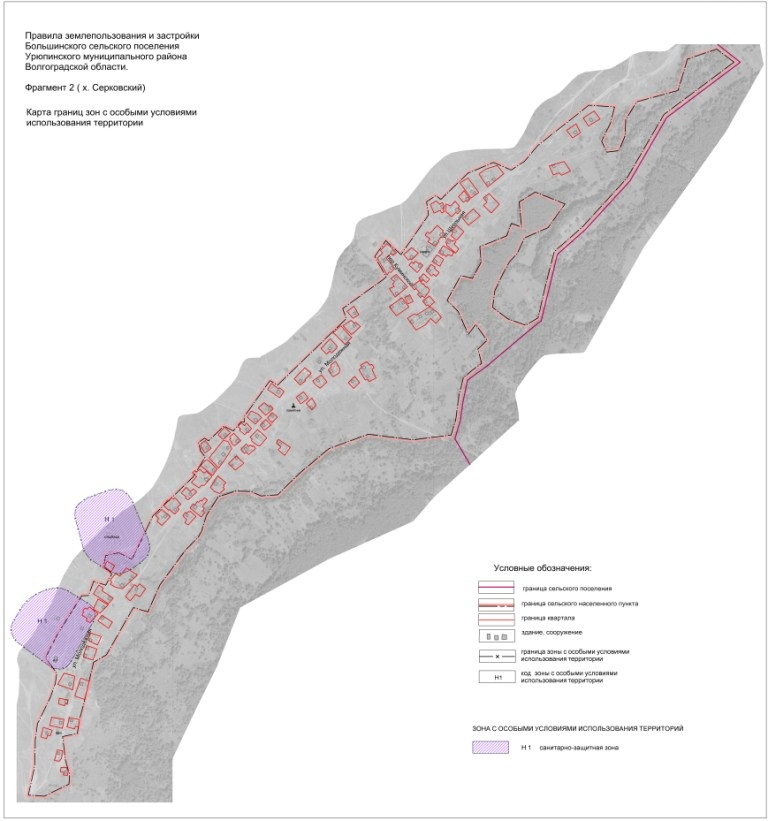 Правила землепользования и застройки
Большинского сельского поселения
Урюпинского муниципального района
Волгоградской области.
Фрагмент 2 ( х. Серковский)
Карта границ зон с особыми условиями
использования территории
ул. Молодежная
Н 1
Н 1
Условные обозначения:
граница сельского поселения
граница сельского населенного пункта
граница квартала
здание, сооружение
граница зоны с особыми условиями
использования территории
Н1
код зоны с особыми условиями
использования территории
ЗОНА С ОСОБЫМИ УСЛОВИЯМИ ИСПОЛЬЗОВАНИЯ ТЕРРИТОРИЙ
Н 1 санитарно-защитная зона